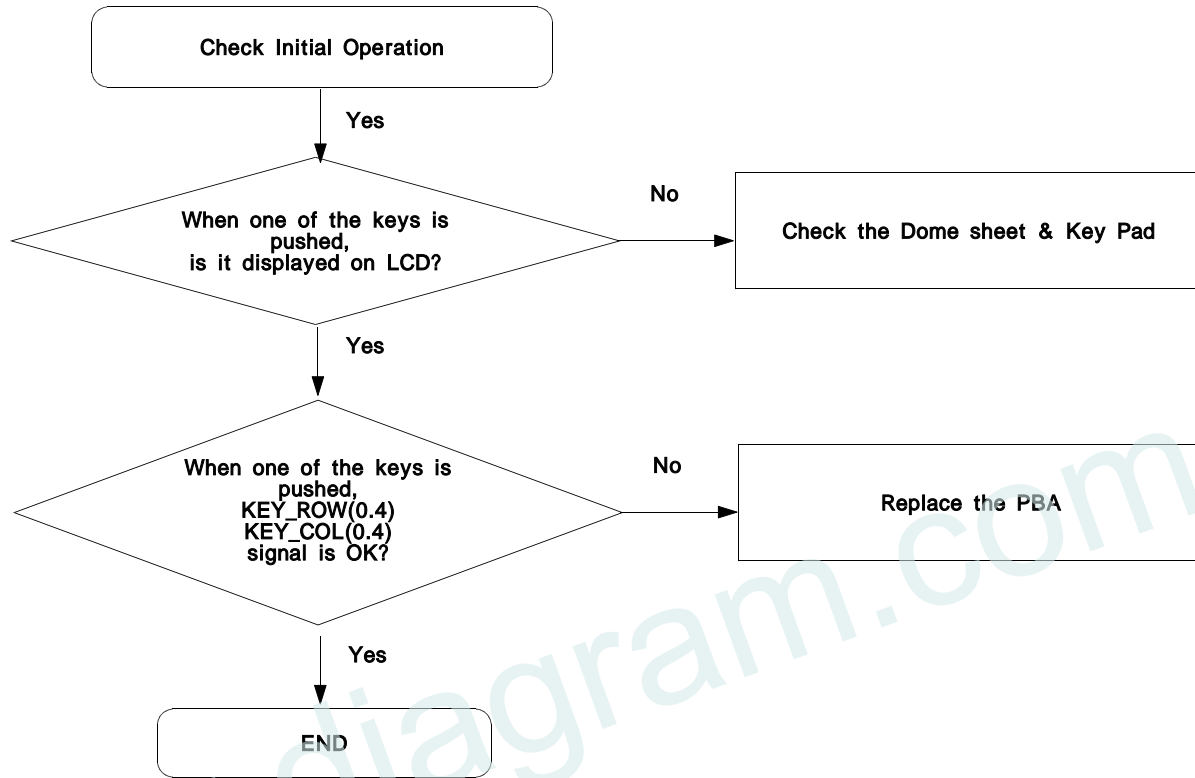 Check Initial Operation
Yes
When one of the keys is
pushed,
is it displayed on LCD?
No
Check the Dome sheet & Key Pad
Yes
When one of the keys is
pushed,
KEY_ROW(0.4)
KEY_COL(0.4)
signal is OK?
No
Replace the PBA
Yes
END
diagram.com